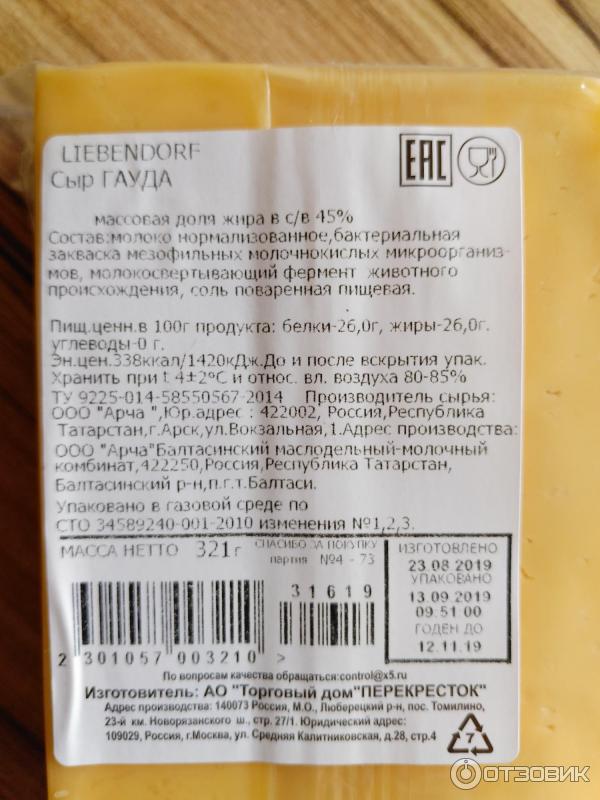 LIEBENDORF
Сыр ГАУДА
EAC
массовая доля жира в с/в 45%
Состав:молоко нормализованное,бактериальная
закваска мезофильных молочнокислых микроорганиз-
мов, молокосвертывающий фермент животного
происхождения, соль поваренная пищевая.
Пищ.ценн.в 100г продукта: белки-26,0г, жиры-26,0г.
углеводы-0 г.
Эн.цен.338ккал/1420кДж.До и после вскрытия упак.
Хранить при t 4±2°С и относ. вл. воздуха 80-85%
ТУ 9225-014-58550567-2014 Производитель сырья:
ООО "Арча ",Юр.адрес : 422002, Россия,Республика
Татарстан,г.Арск,ул.Вокзальная,1.Адрес производства:
ООО "Арча"Балтасинский маслодельный-молочный
комбинат,422250,Россия,Республика Татарстан,
Балтасинский р-н,п.г.т.Балтаси.
Упаковано в газовой среде по
СТО 34589240-001-2010 изменения №1,2,3.
МАССА НЕТТО 321г
СПАСИБО ЗА ПОКУПКУ
партия №4 - 73
ИЗГОТОВЛЕНО
23 08 2019
УПАКОВАНО
13 09 2019
09 51 00
ГОДЕН ДО
12.11.19
31619
2 301057 003210 >
По вопросам качества обращаться:control@x5.ru
Изготовитель: АО "Торговый дом"ПЕРЕКРЕСТОК"
Адрес производства: 140073 Россия, М.О., Люберецкий р-н, пос. Томилино,
23-й км. Новорязанского ш., стр. 27/1. Юридический адрес:
109029, Россия, г.Москва, ул. Средняя Калитниковская, д.28, стр.4
7
ОТЗОВИК